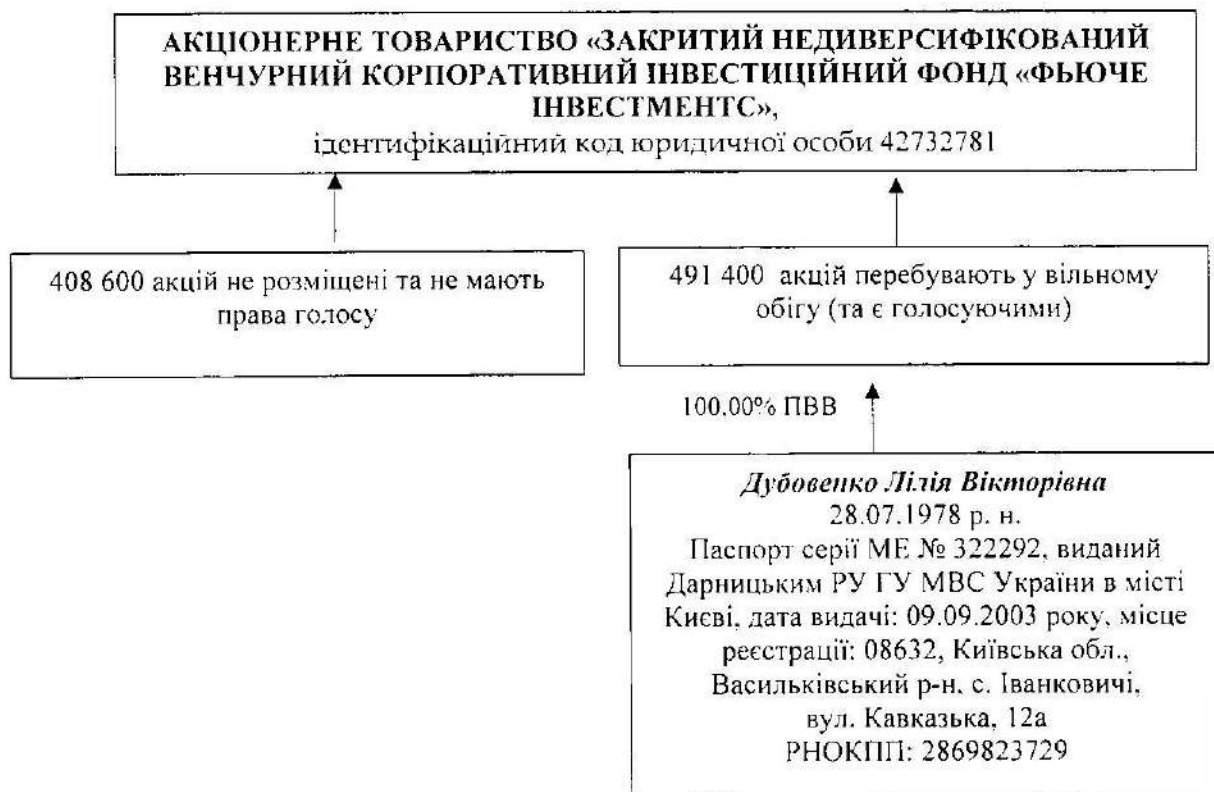 АКЦІОНЕРНЕ ТОВАРИСТВО «ЗАКРИТИЙ НЕДИВЕРСИФІКОВАНИЙ
ВЕНЧУРНИЙ КОРПОРАТИВНИЙ ІНВЕСТИЦІЙНИЙ ФОНД «ФЬЮЧЕ
ІНВЕСТМЕНТС»,
ідентифікаційний код юридичної особи 42732781
408 600 акцій не розміщені та не мають
права голосу
491 400 акцій перебувають у вільному
обігу (та є голосуючими)
100.00% ПВВ
Дубовенко Лілія Вікторівна
28.07.1978 р. н.
Паспорт серії МЕ № 322292, виданий
Дарницьким РУ ГУ МВС України в місті
Києві, дата видачі: 09.09.2003 року, місце
реєстрації: 08632, Київська обл.,
Васильківський р-н, с. Іванковичі,
вул. Кавказька, 12а
РНОКПП: 2869823729